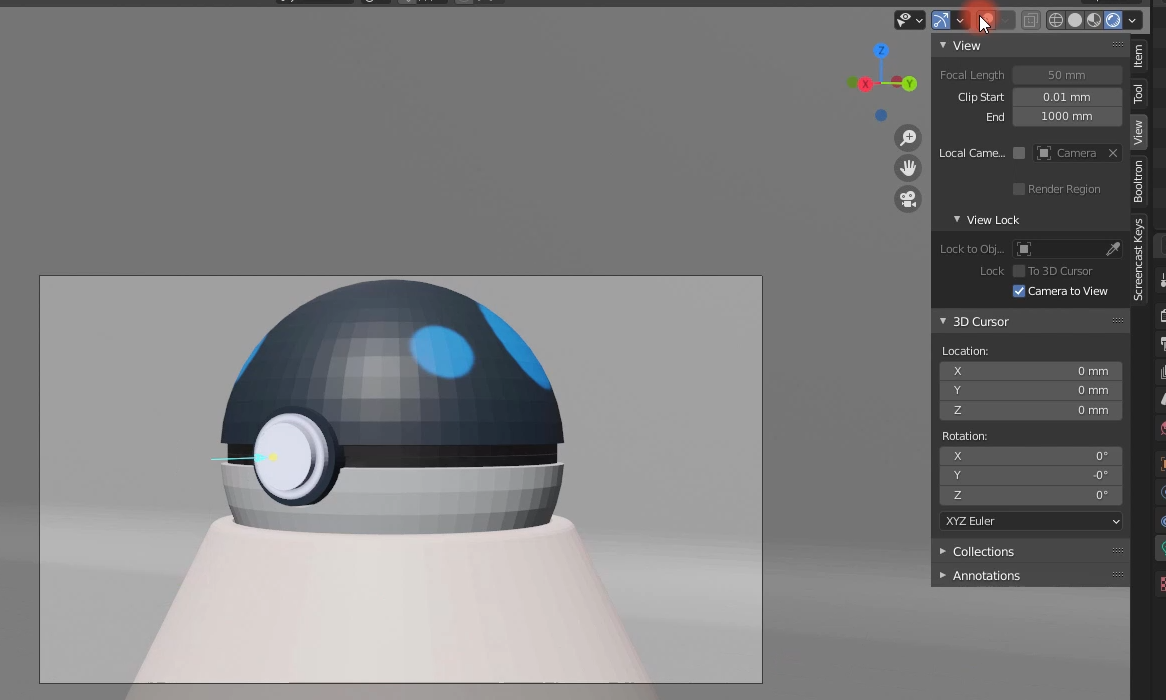 View
Focal Length 50 mm
Clip Start 0.01 mm
End 1000 mm
Local Came... Camera
Render Region
View Lock
Lock to Obj...
Lock To 3D Cursor
Camera to View
3D Cursor
Location:
X 0 mm
Y 0 mm
Z 0 mm
Rotation:
X 0°
Y -0°
Z 0°
XYZ Euler
Collections
Annotations
Item
Tool
View
Booltron
Screencast Keys
Z
X
Y